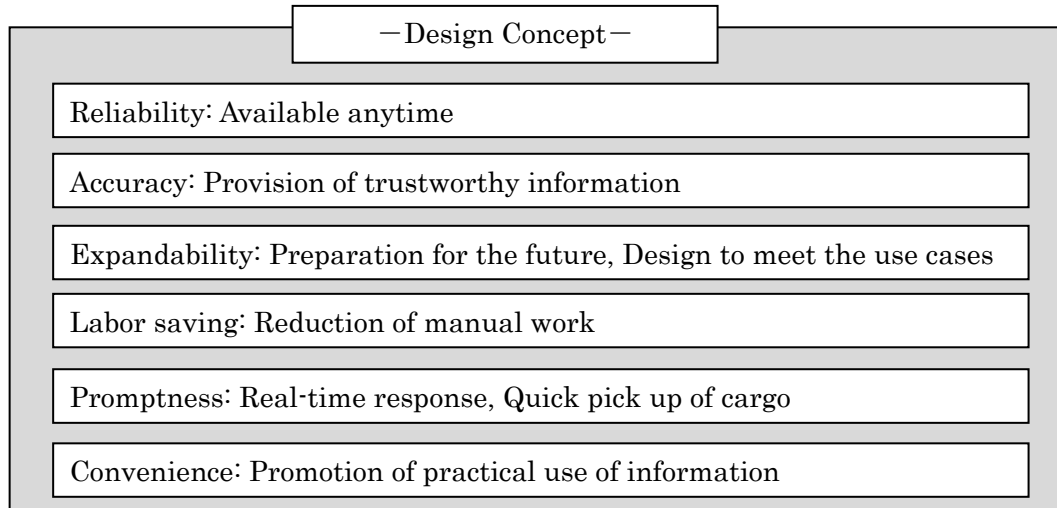 －Design Concept－
Reliability: Available anytime
Accuracy: Provision of trustworthy information
Expandability: Preparation for the future, Design to meet the use cases
Labor saving: Reduction of manual work
Promptness: Real-time response, Quick pick up of cargo
Convenience: Promotion of practical use of information